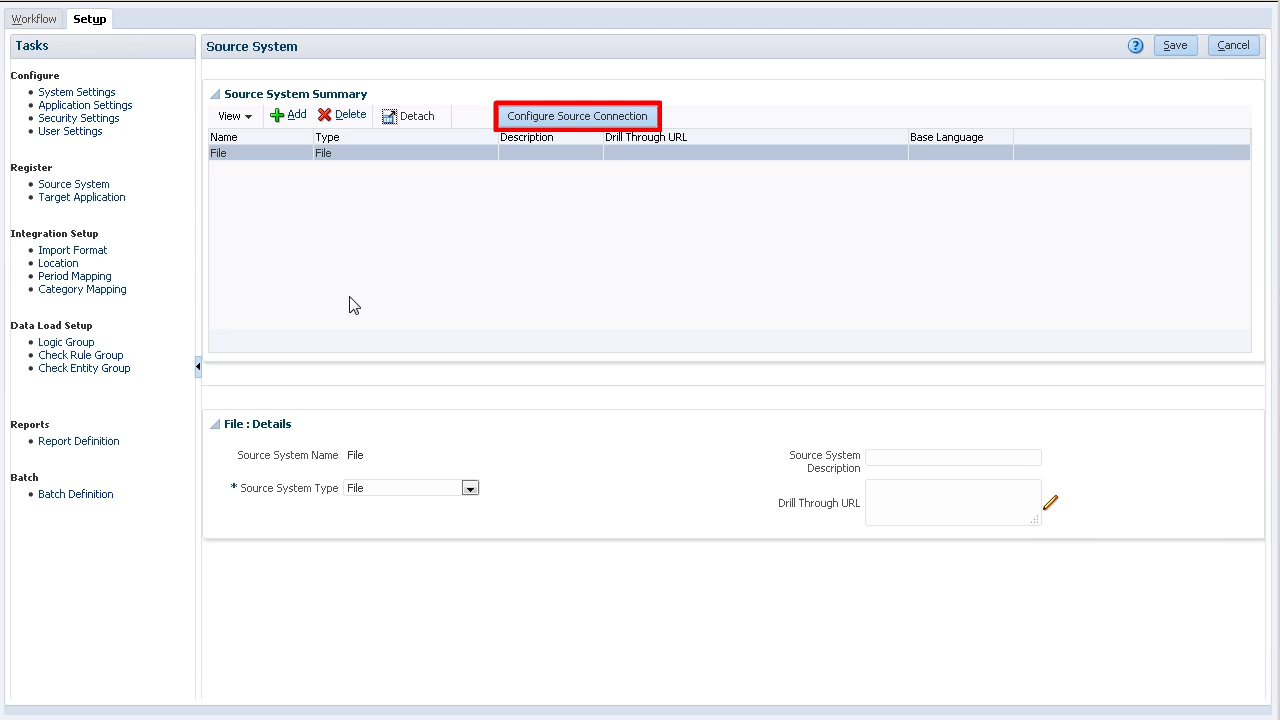 Workflow Setup
Tasks
Configure
System Settings
Application Settings
Security Settings
User Settings
Register
Source System
Target Application
Integration Setup
Import Format
Location
Period Mapping
Category Mapping
Data Load Setup
Logic Group
Check Rule Group
Check Entity Group
Reports
Report Definition
Batch
Batch Definition
Source System
? Save Cancel
Source System Summary
View Add Delete Detach Configure Source Connection
Name Type Description Drill Through URL Base Language
File File
File : Details
Source System Name File
* Source System Type File
Source System
Description
Drill Through URL